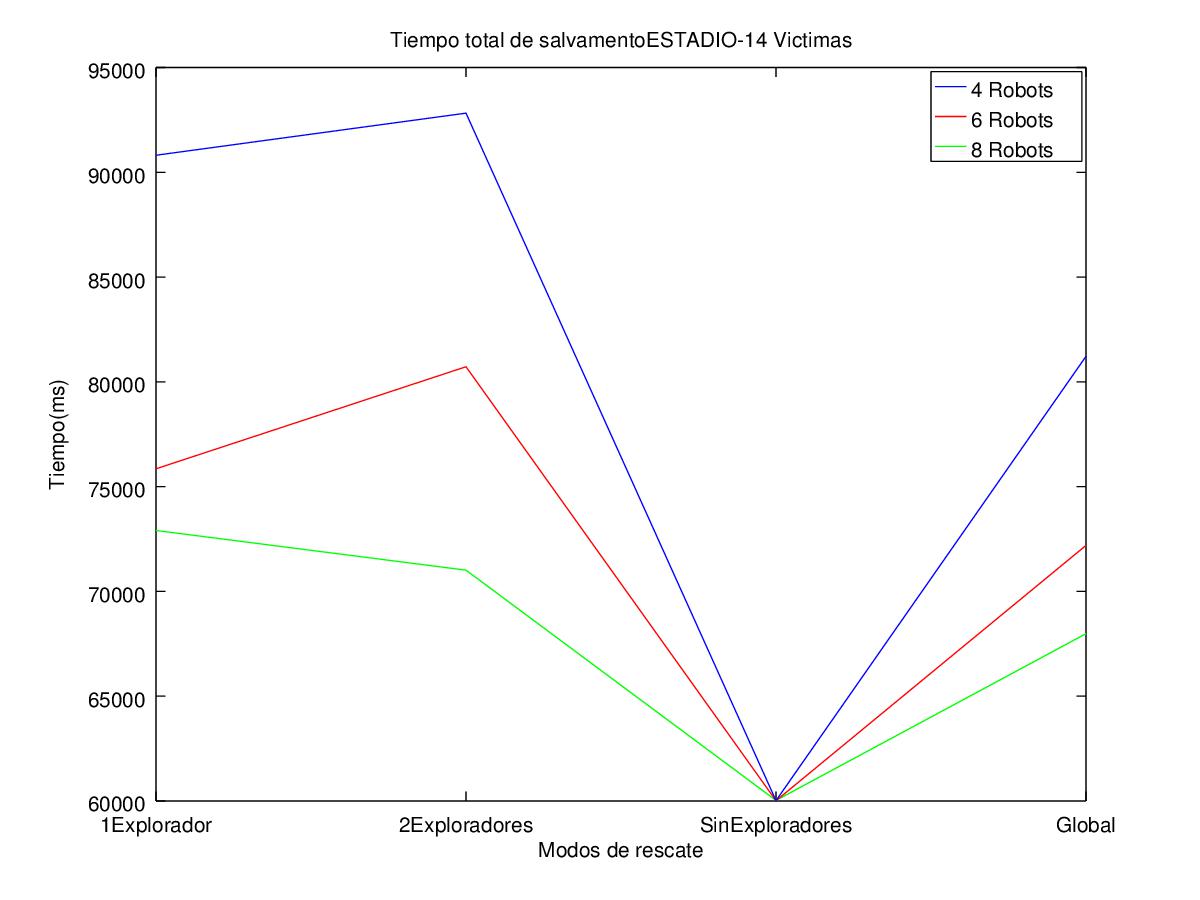 Tiempo total de salvamentoESTADIO-14 Victimas
95000
4 Robots
6 Robots
8 Robots
90000
85000
80000
Tiempo(ms)
75000
70000
65000
60000
1Explorador
2Exploradores
SinExploradores
Global
Modos de rescate